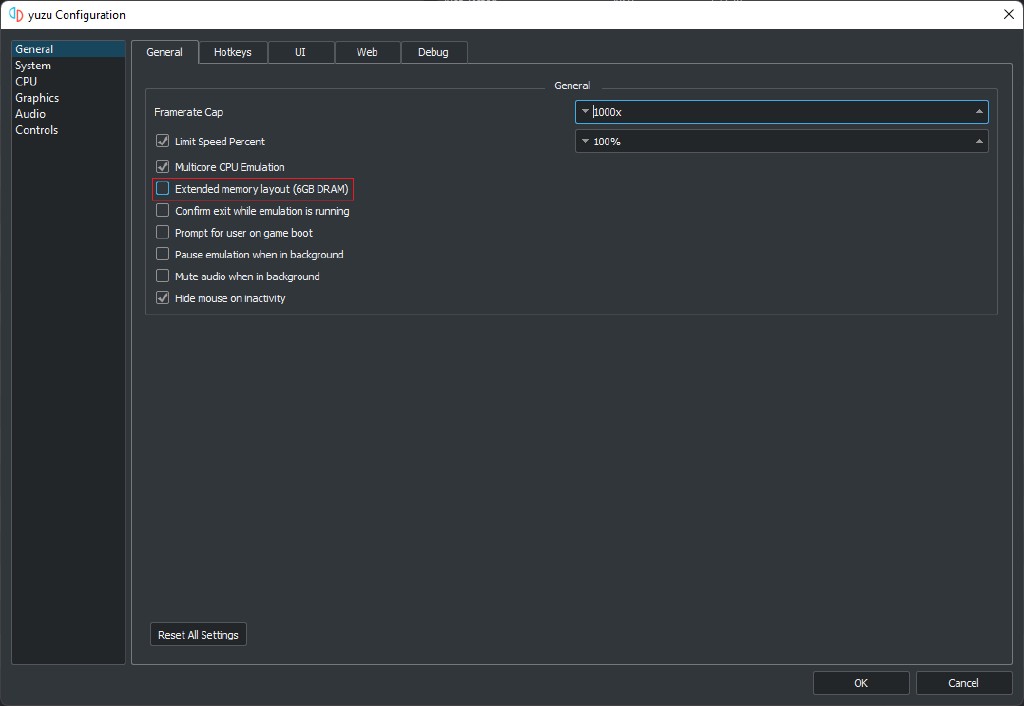 yuzu Configuration
General
System
CPU
Graphics
Audio
Controls
General Hotkeys UI Web Debug
General
Framerate Cap 1000x
Limit Speed Percent 100%
Multicore CPU Emulation
Extended memory layout (6GB DRAM)
Confirm exit while emulation is running
Prompt for user on game boot
Pause emulation when in background
Mute audio when in background
Hide mouse on inactivity
Reset All Settings
OK Cancel